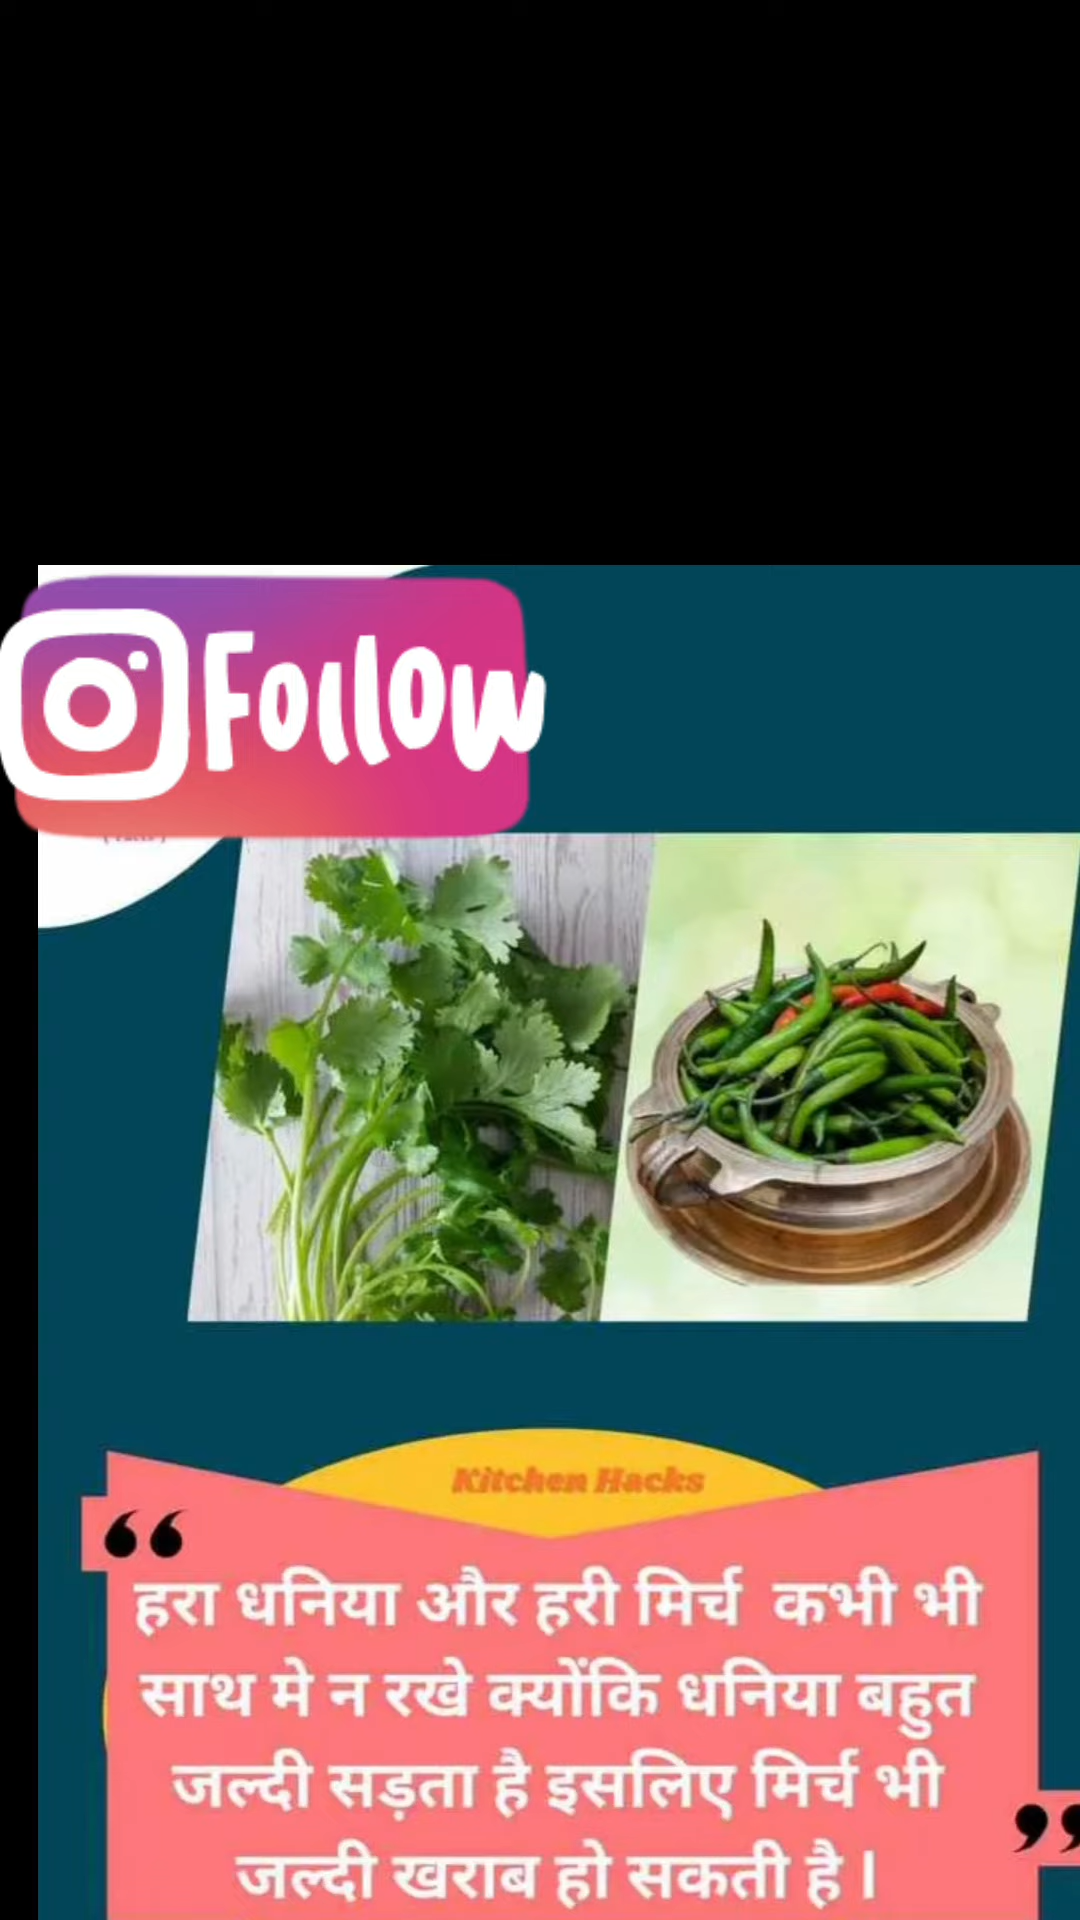 Follow
Kitchen Hacks
“
हरा धनिया और हरी मिर्च कभी भी
साथ मे न रखे क्योंकि धनिया बहुत
जल्दी सड़ता है इसलिए मिर्च भी
जल्दी खराब हो सकती है ।
”